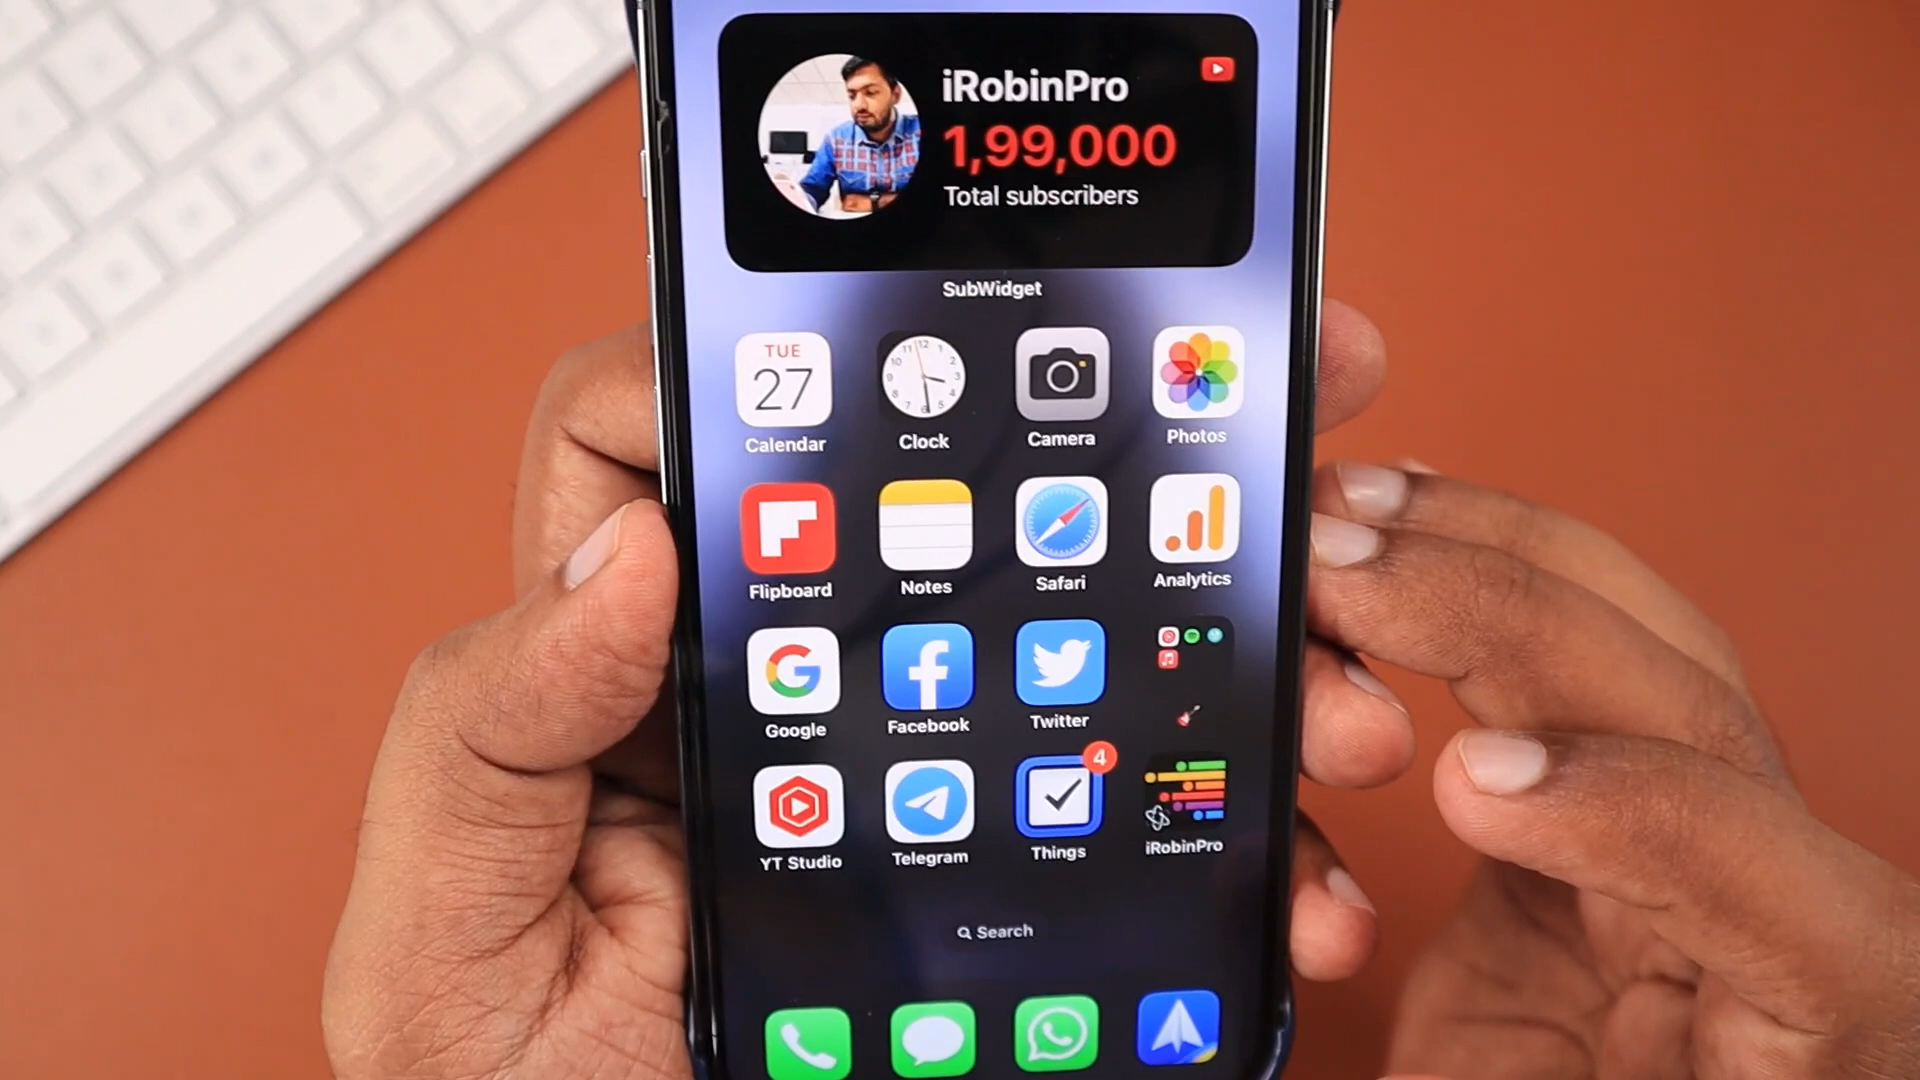 iRobinPro
1,99,000
Total subscribers
SubWidget
TUE
27
Calendar
Clock
Camera
Photos
Flipboard
Notes
Safari
Analytics
Google
Facebook
Twitter
4
YT Studio
Telegram
Things
iRobinPro
Search